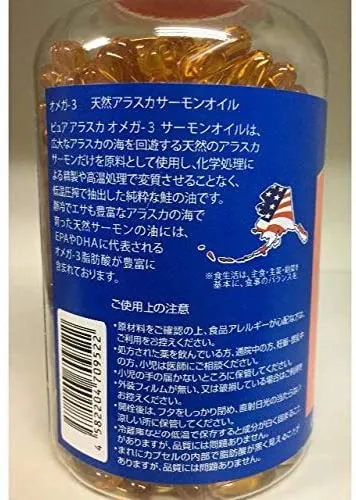 オメガ-3 天然アラスカサーモンオイル
ピュア アラスカ オメガ-3 サーモンオイルは、
広大なアラスカの海を回遊する天然のアラスカ
サーモンだけを原料として使用し、化学処理に
よる精製や高温処理で変質させることなく、
低温圧搾で抽出した純粋な鮭の油です。
寒冷でエサも豊富なアラスカの海で
育った天然サーモンの油には、
EPAやDHAに代表される
オメガ-3脂肪酸が豊富に
含まれております。
※食生活は、主食・主菜・副菜を
基本に、食事のバランスを
ご使用上の注意
・原材料をご確認の上、食品アレルギーが心配な方は、
ご利用をお控えください。
・処方された薬を飲んでいる方、通院中の方、妊娠・授乳中
の方、小児は医師にご相談ください。
・小児の手の届かないところに保管してください。
・外装フィルムが無い、又は破損している場合はご利用を
お控えください。
・開栓後は、フタをしっかり閉め、直射日光の当たらない
涼しい所に保管してください。
・冷蔵庫などの低温で保存すると成分が白く固まること
がありますが、品質には問題ありません。
・まれにカプセルの内部で脂肪酸が黒く見えることが
ありますが、品質には問題ありません。
4 582204 709522